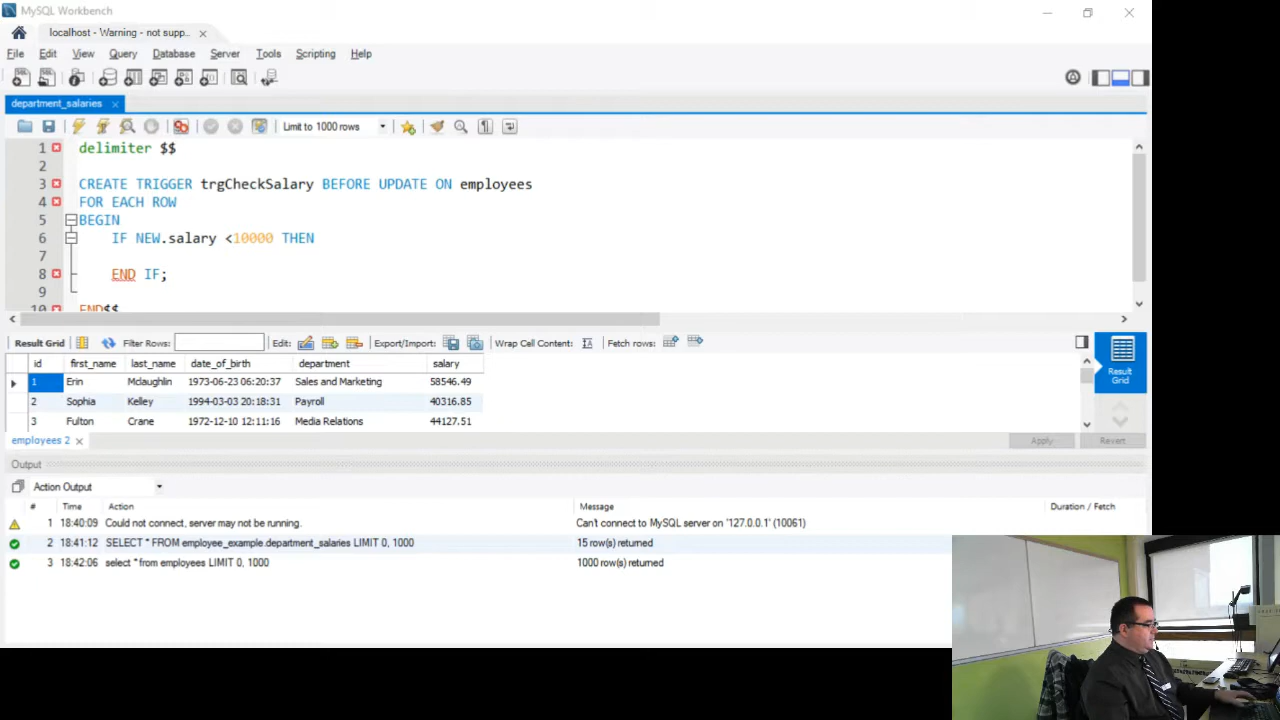 MySQL Workbench
localhost - Warning - not supp..
File Edit View Query Database Server Tools Scripting Help
department_salaries
Limit to 1000 rows
1 delimiter $$
2
3 CREATE TRIGGER trgCheckSalary BEFORE UPDATE ON employees
4 FOR EACH ROW
5 BEGIN
6 IF NEW.salary <10000 THEN
7
8 END IF;
9
10 END$$
Result Grid Filter Rows: Edit: Export/Import: Wrap Cell Content: Fetch rows:
id first_name last_name date_of_birth department salary
1 Erin Mclaughlin 1973-06-23 06:20:37 Sales and Marketing 58546.49
2 Sophia Kelley 1994-03-03 20:18:31 Payroll 40316.85
3 Fulton Crane 1972-12-10 12:11:16 Media Relations 44127.51
Result
Grid
employees 2 Apply Revert
Output
Action Output
# Time Action Message Duration / Fetch
1 18:40:09 Could not connect, server may not be running. Can't connect to MySQL server on '127.0.0.1' (10061)
2 18:41:12 SELECT * FROM employee_example.department_salaries LIMIT 0, 1000 15 row(s) returned
3 18:42:06 select * from employees LIMIT 0, 1000 1000 row(s) returned